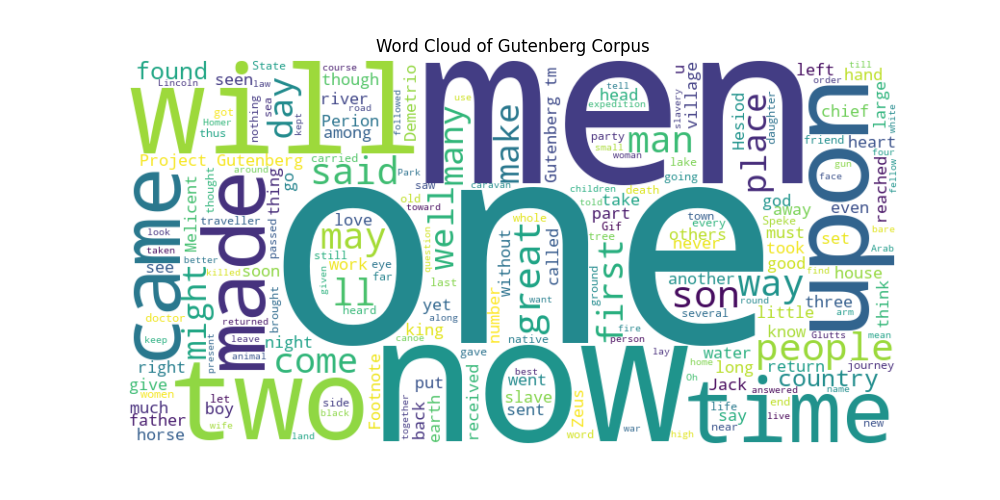 Word Cloud of Gutenberg Corpus
found
Lincoln
seen
State
law
though
course
river
road
nothing
sea
kept
day
Homer
thus
got
Perion
among
followed
Demetrio
will
men
one
now
two
time
upon
came
made
Project Gutenberg
around
carried
said
Park
many
use
make
Gutenberg tm
tell
head
expedition
slavery
village
u
party
small
woman
man
lake
going
place
Hesiod
daughter
left
order
till
hand
large
chief
friend
heart
white
four
fellow
gun
face
even
reached
go
thing
thought
Melicent
traveller
look
taken
see
better
killed
soon
might
passed
brought
doctor
keep
returned
leave
animal
present
night
right
give
women
come
saw
caravan
old
toward
love
may
still
work
eye
far
given
ll
heard
well
question
last
yet
along
king
canoe
number
whole
Without
great
called
want
native
children
told
death
take
part
Gif
tree
first
ground
fire
person
town
every
others
never
another
son
several
god
away
Speke
must
took
good
way
round
little
set
bare
Arab
find
house
arm
three
think
Glutts
mean
know
people
water
long
return
journey
home
Oh
Jack
answered
country
name
end
life
say
live
near
new
much
father
horse
let
boy
wife
side
black
land
Footnote
together
put
back
earth
received
gave
best
went
slave
sent
Zeus
word
lay
war
high